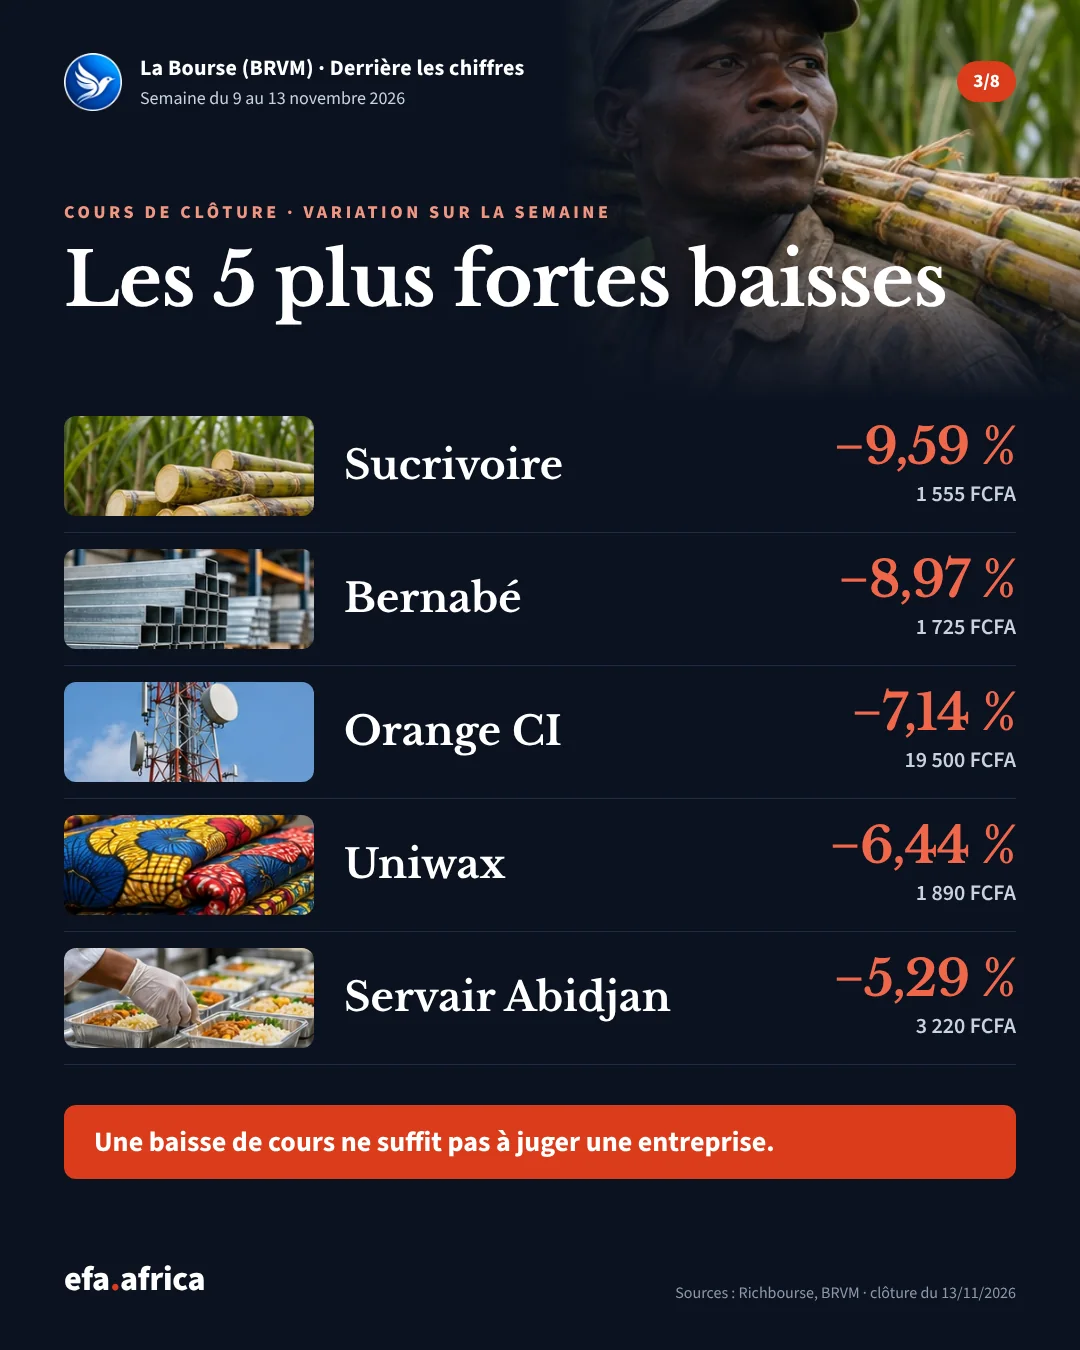 La Bourse (BRVM) · Derrière les chiffres
Semaine du 9 au 13 novembre 2026
3/8
COURS DE CLÔTURE · VARIATION SUR LA SEMAINE
Les 5 plus fortes baisses
Sucrivoire
−9,59 %
1 555 FCFA
Bernabé
−8,97 %
1 725 FCFA
Orange CI
−7,14 %
19 500 FCFA
Uniwax
−6,44 %
1 890 FCFA
Servair Abidjan
−5,29 %
3 220 FCFA
Une baisse de cours ne suffit pas à juger une entreprise.
efa.africa
Sources : Richbourse, BRVM · clôture du 13/11/2026